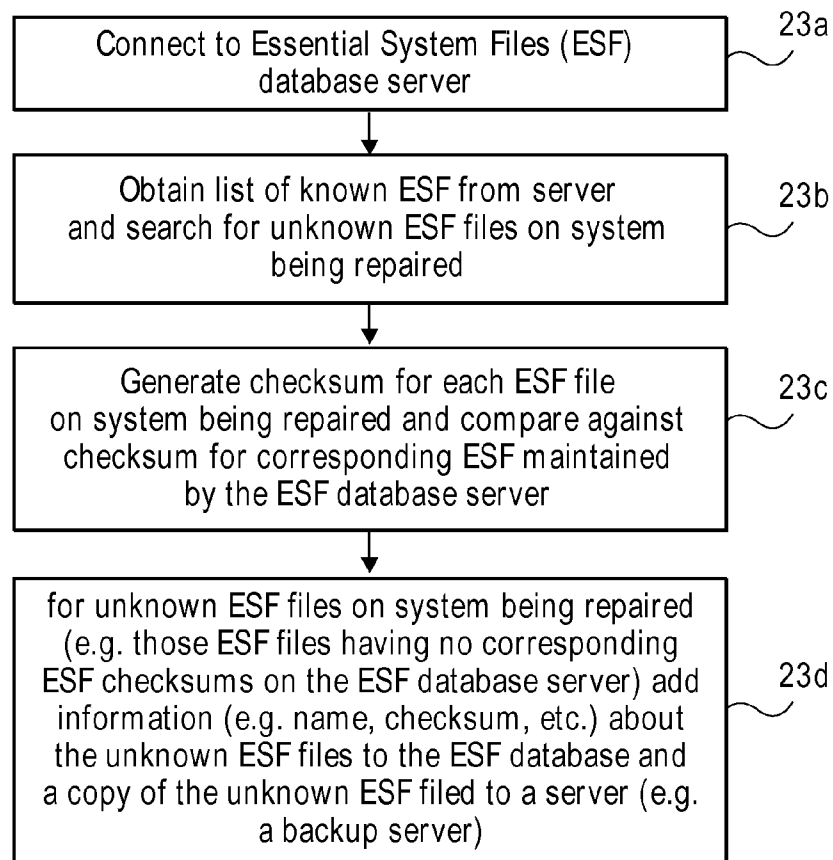 Connect to Essential System Files (ESF)
database server
23a
Obtain list of known ESF from server
and search for unknown ESF files on system
being repaired
23b
Generate checksum for each ESF file
on system being repaired and compare against
checksum for corresponding ESF maintained
by the ESF database server
23c
for unknown ESF files on system being repaired
(e.g. those ESF files having no corresponding
ESF checksums on the ESF database server) add
information (e.g. name, checksum, etc.) about
the unknown ESF files to the ESF database and
a copy of the unknown ESF filed to a server (e.g.
a backup server)
23d